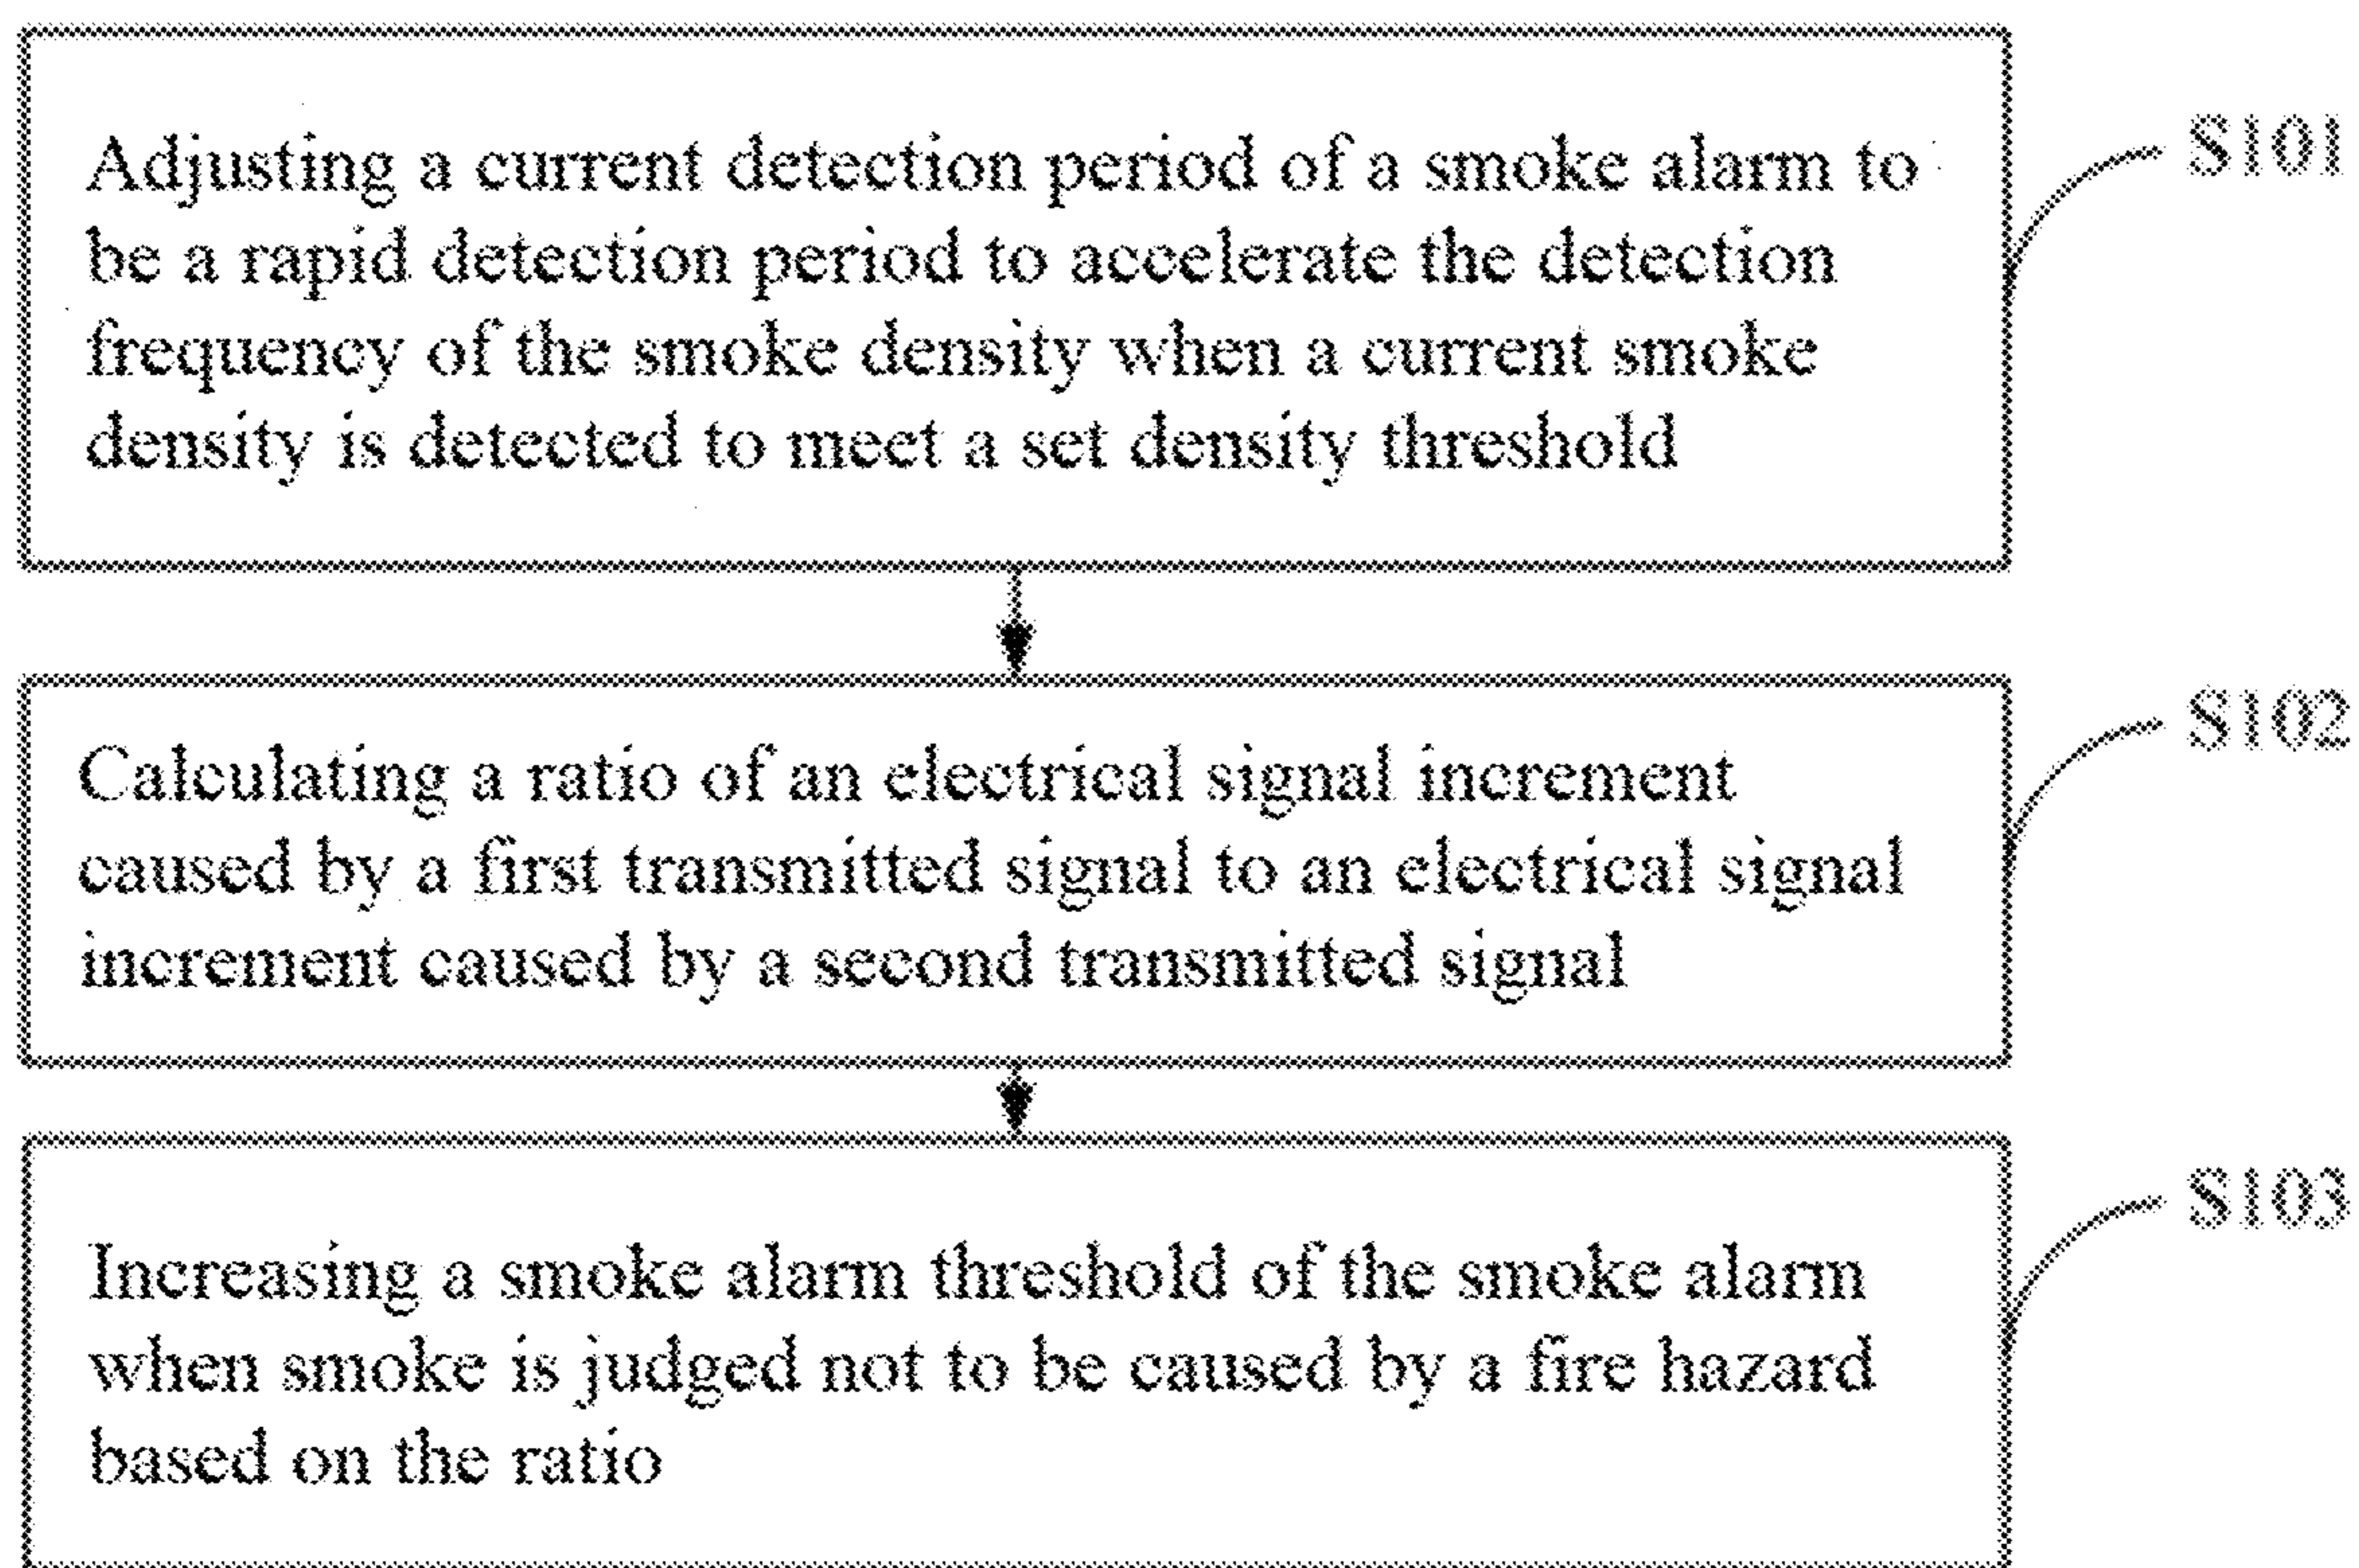 Adjusting a current detection period of a smoke alarm to
be a rapid detection period to accelerate the detection
frequency of the smoke density when a current smoke
density is detected to meet a set density threshold
S101
Calculating a ratio of an electrical signal increment
caused by a first transmitted signal to an electrical signal
increment caused by a second transmitted signal
S102
Increasing a smoke alarm threshold of the smoke alarm
when smoke is judged not to be caused by a fire hazard
based on the ratio
S103